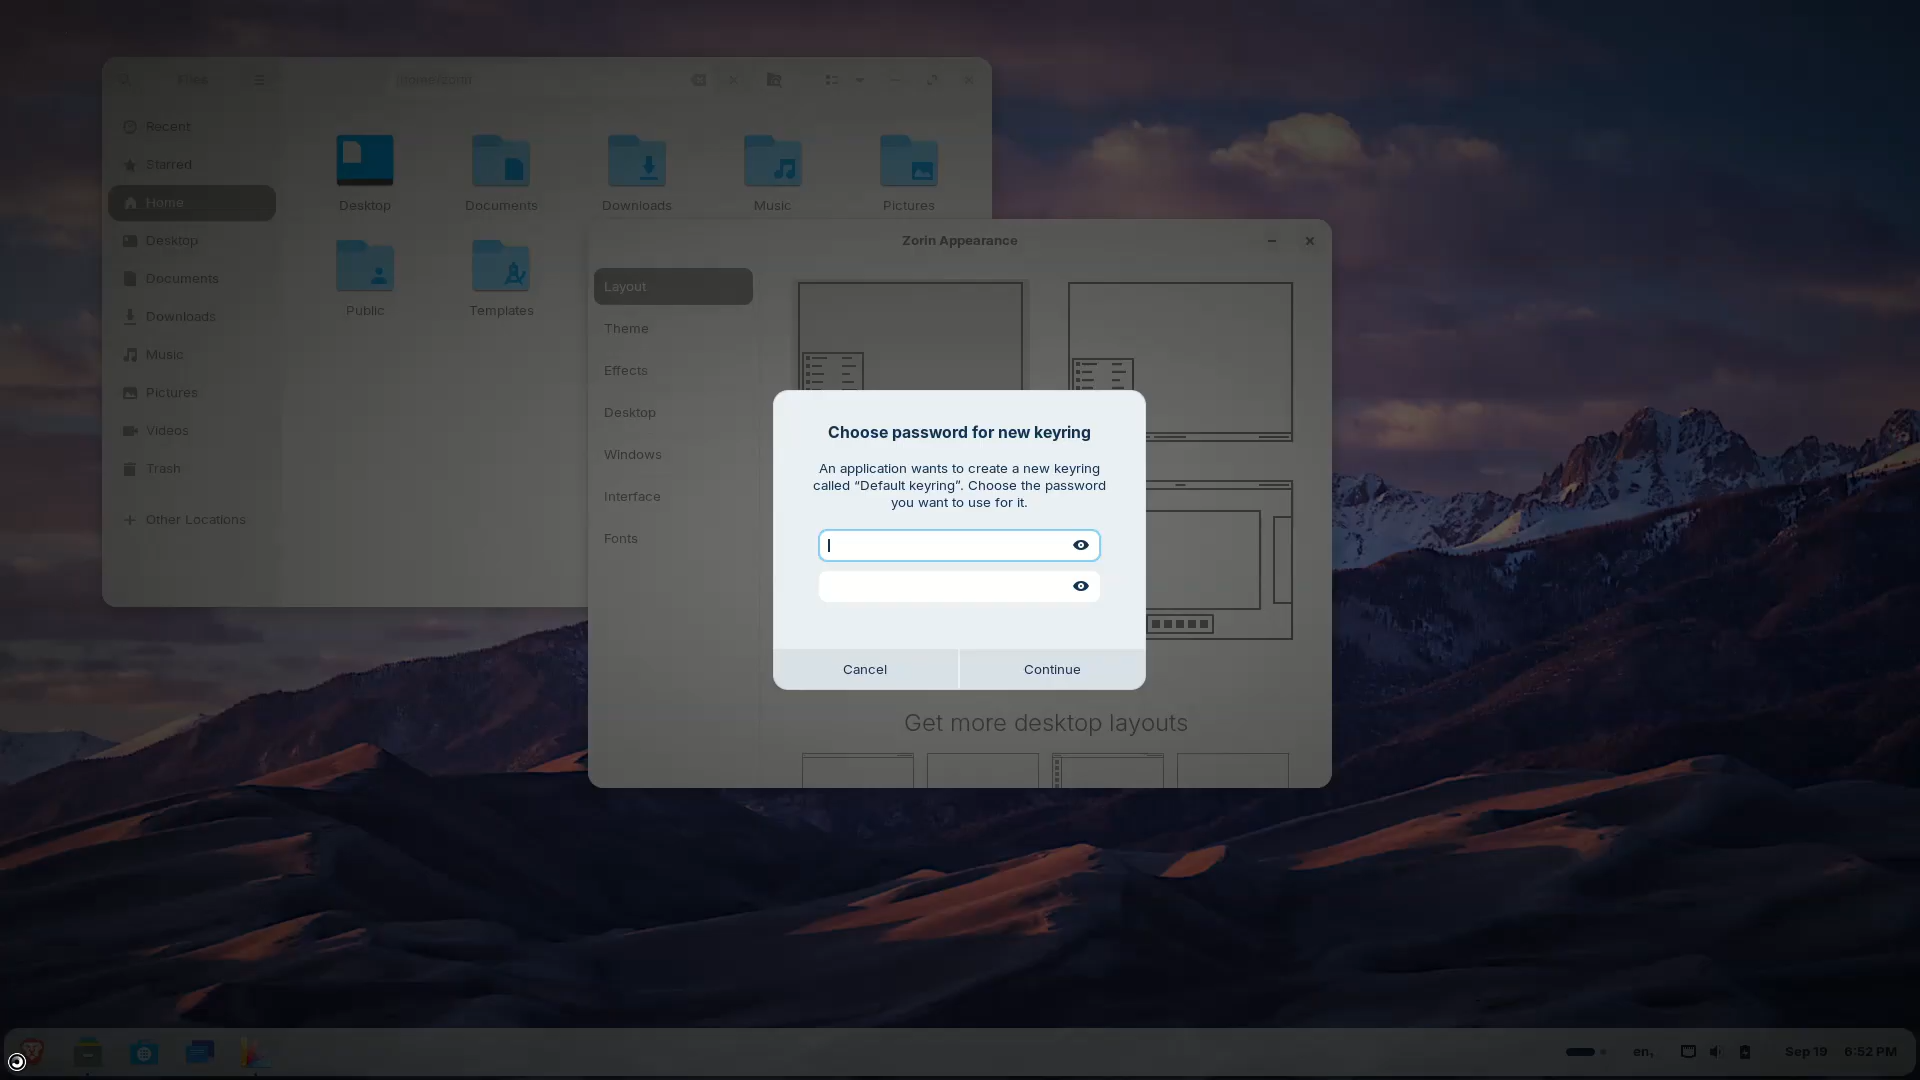 Files
/home/zorin
Recent
Starred
Home
Desktop
Documents
Downloads
Music
Pictures
Videos
Trash
Other Locations
Desktop
Documents
Downloads
Music
Pictures
Public
Templates
Zorin Appearance
Layout
Theme
Effects
Desktop
Windows
Interface
Fonts
Get more desktop layouts
Choose password for new keyring
An application wants to create a new keyring
called “Default keyring”. Choose the password
you want to use for it.
Cancel
Continue
en,
Sep 19
6:52 PM